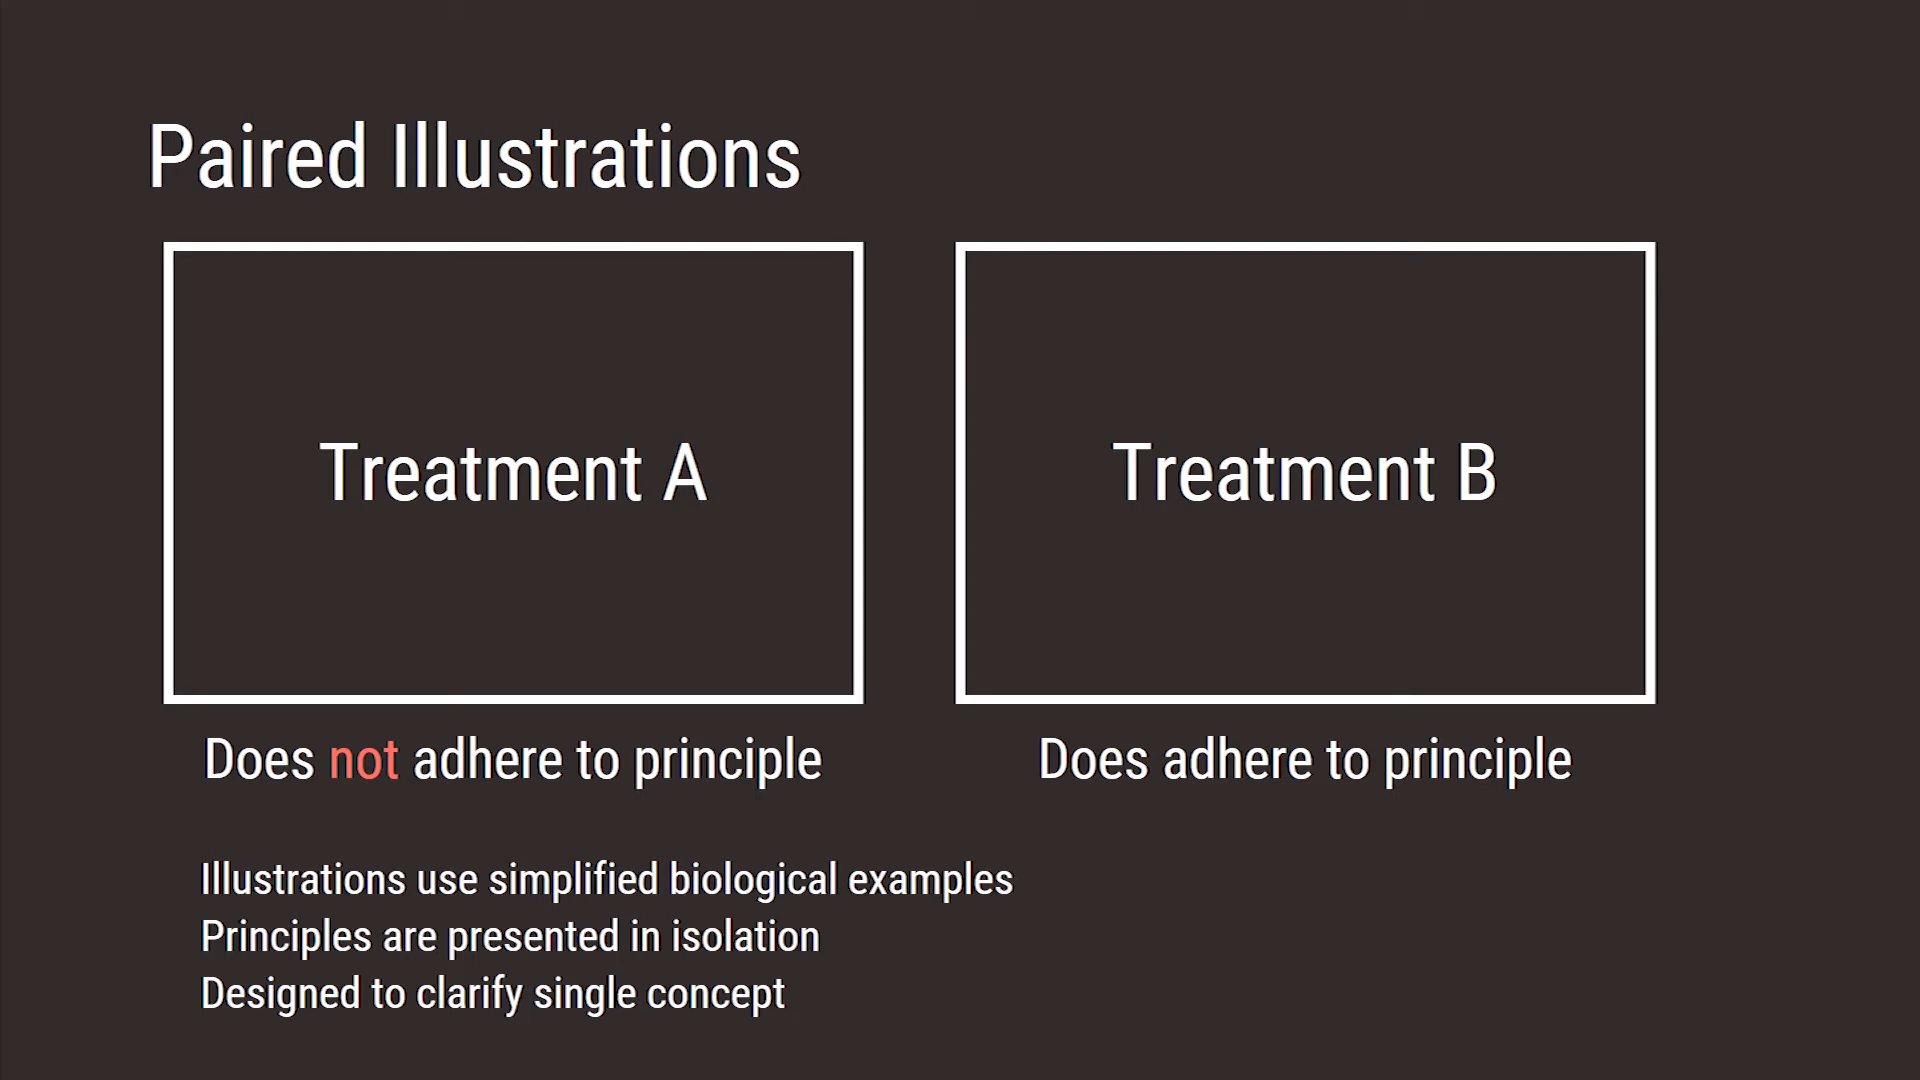 Paired Illustrations
Treatment A
Treatment B
Does not adhere to principle
Does adhere to principle
Illustrations use simplified biological examples
Principles are presented in isolation
Designed to clarify single concept